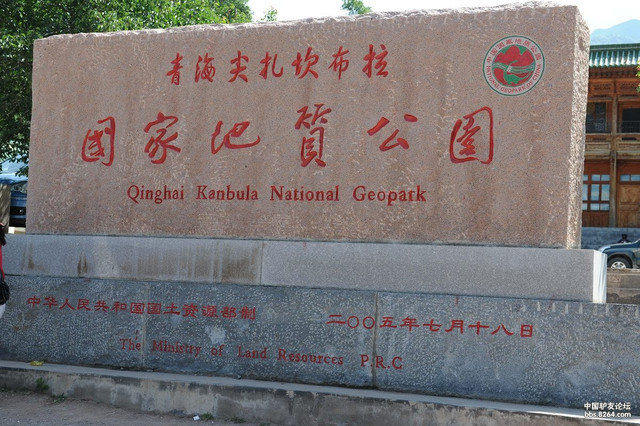 青海尖扎坎布拉
国家地质公园
Qinghai Kanbula National Geopark
中华人民共和国国土资源部制
二〇〇五年七月十八日
The Ministry of Land Resources P.R.C
中国驴友论坛
bbs.8264.com